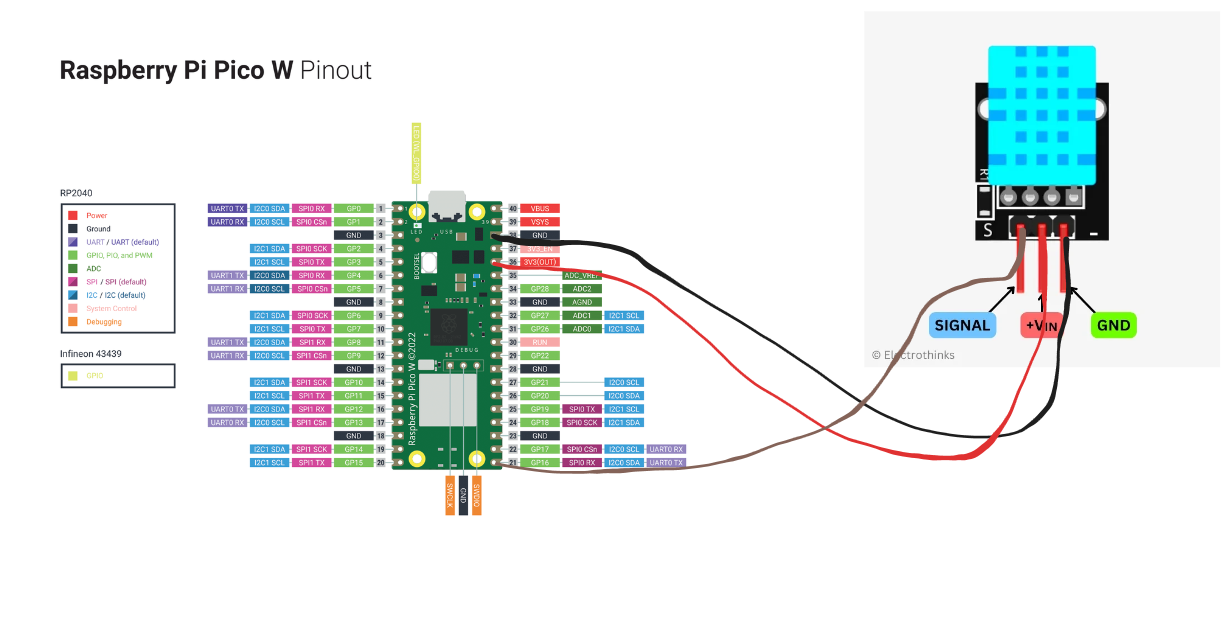 Raspberry Pi Pico W Pinout
RP2040
Power
Ground
UART / UART (default)
GPIO, PIO, and PWM
ADC
SPI / SPI (default)
I2C / I2C (default)
System Control
Debugging
Infineon 43439
GPIO
UART0 TX I2C0 SDA SPI0 RX GP0 1
UART0 RX I2C0 SCL SPI0 CSn GP1 2
GND 3
I2C1 SDA SPI0 SCK GP2 4
I2C1 SCL SPI0 TX GP3 5
UART1 TX I2C0 SDA SPI0 RX GP4 6
UART1 RX I2C0 SCL SPI0 CSn GP5 7
GND 8
I2C1 SDA SPI0 SCK GP6 9
I2C1 SCL SPI0 TX GP7 10
UART1 TX I2C0 SDA SPI1 RX GP8 11
UART1 RX I2C0 SCL SPI1 CSn GP9 12
GND 13
I2C1 SDA SPI1 SCK GP10 14
I2C1 SCL SPI1 TX GP11 15
UART0 TX I2C0 SDA SPI1 RX GP12 16
UART0 RX I2C0 SCL SPI1 CSn GP13 17
GND 18
I2C1 SDA SPI1 SCK GP14 19
I2C1 SCL SPI1 TX GP15 20
LED
USB
BOOTSEL
DEBUG
Raspberry Pi Pico W ©2022
SWCLK
GND
SWDIO
40 VBUS
39 VSYS
38 GND
37 3V3_EN
36 3V3(OUT)
35 ADC_VREF
34 GP28 ADC2
33 GND AGND
32 GP27 ADC1 I2C1 SCL
31 GP26 ADC0 I2C1 SDA
30 RUN
29 GP22
28 GND
27 GP21 I2C0 SCL
26 GP20 I2C0 SDA
25 GP19 SPI0 TX I2C1 SCL
24 GP18 SPI0 SCK I2C1 SDA
23 GND
22 GP17 SPI0 CSn I2C0 SCL UART0 RX
21 GP16 SPI0 RX I2C0 SDA UART0 TX
S
-
SIGNAL
+VIN
GND
© Electrothinks